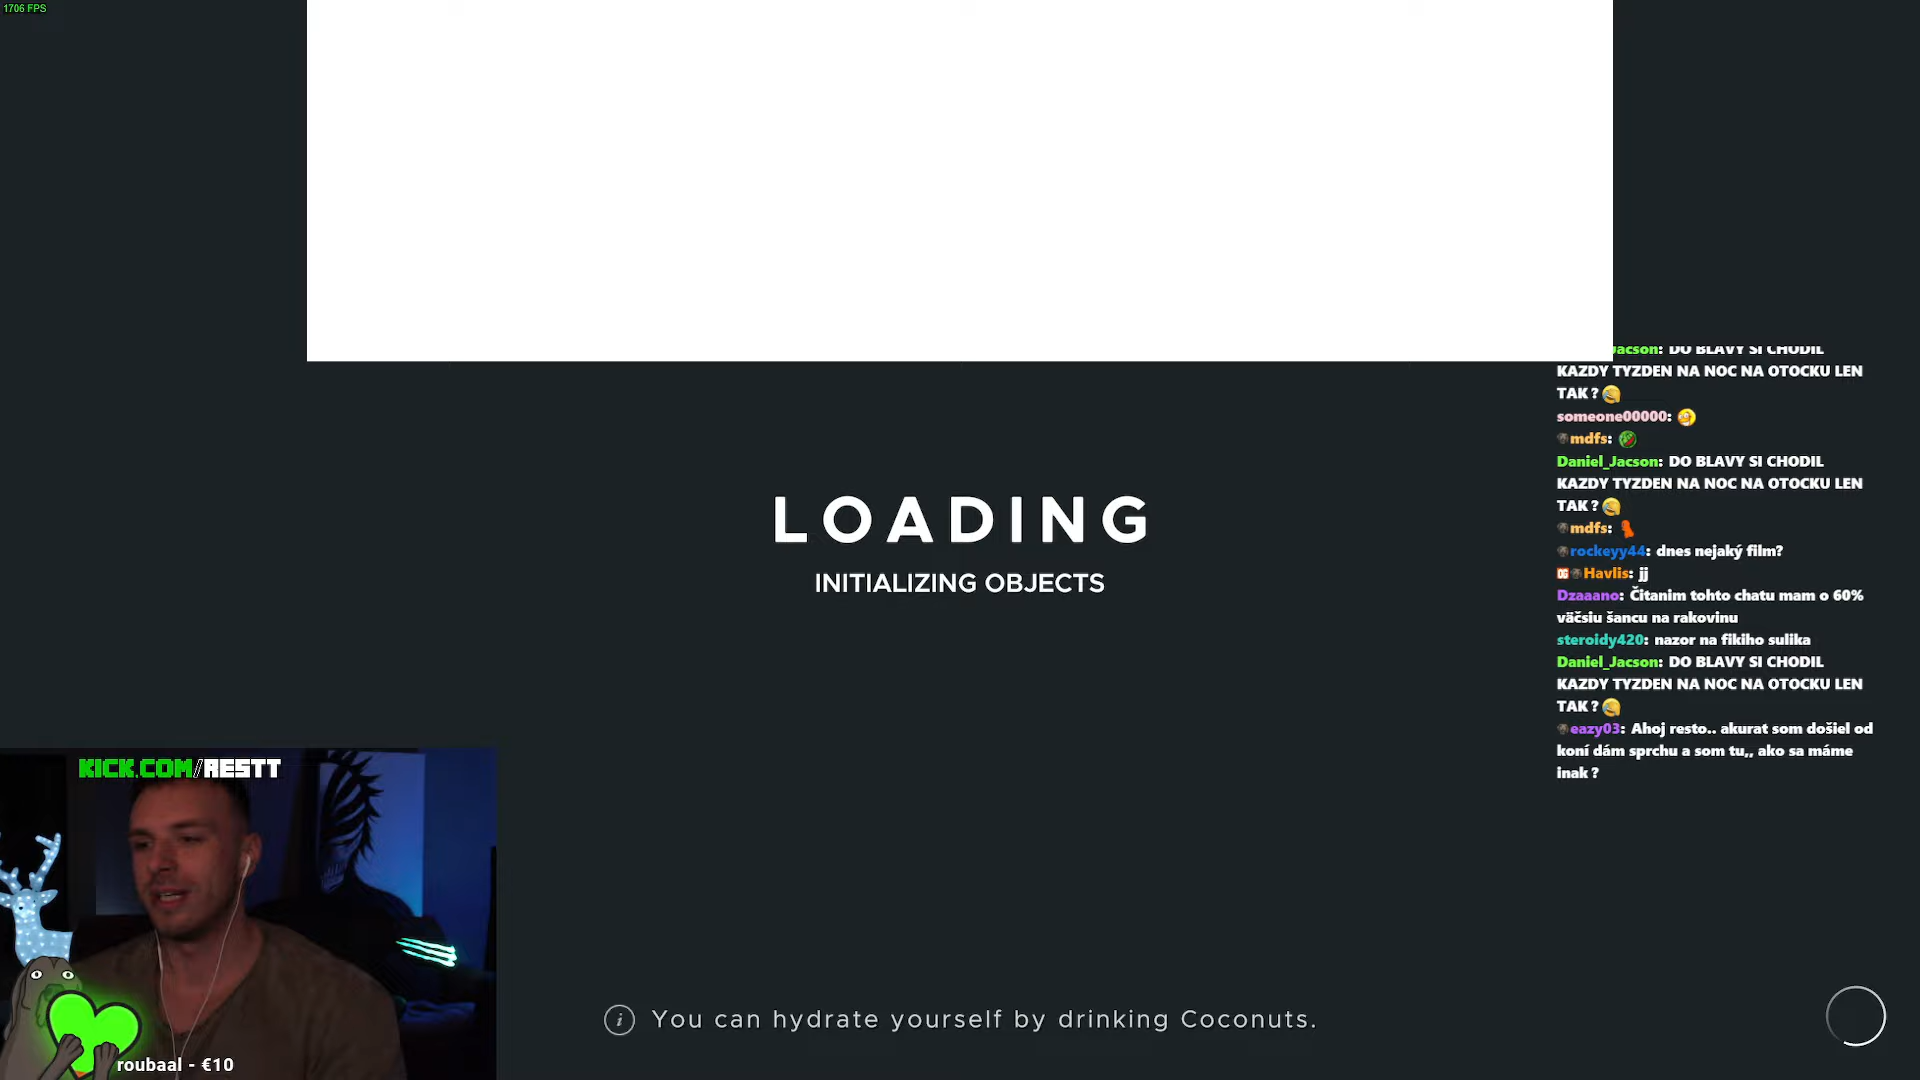 1706 FPS
Jacson: DO BLAVY SI CHODIL
KAZDY TYZDEN NA NOC NA OTOCKU LEN
TAK ?
someone00000:
mdfs:
Daniel_Jacson: DO BLAVY SI CHODIL
KAZDY TYZDEN NA NOC NA OTOCKU LEN
TAK ?
mdfs:
rockeyy44: dnes nejaký film?
OG Havlis: jj
Dzaaano: Čitanim tohto chatu mam o 60%
väčsiu šancu na rakovinu
steroidy420: nazor na fikiho sulika
Daniel_Jacson: DO BLAVY SI CHODIL
KAZDY TYZDEN NA NOC NA OTOCKU LEN
TAK ?
eazy03: Ahoj resto.. akurat som došiel od
koní dám sprchu a som tu,, ako sa máme
inak ?
LOADING
INITIALIZING OBJECTS
KICK.COM/RESTT
roubaal - €10
You can hydrate yourself by drinking Coconuts.